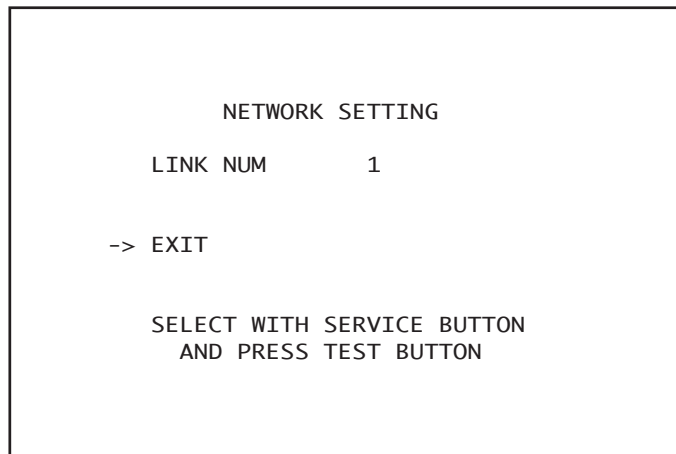 NETWORK SETTING
LINK NUM 1
-> EXIT
SELECT WITH SERVICE BUTTON
AND PRESS TEST BUTTON